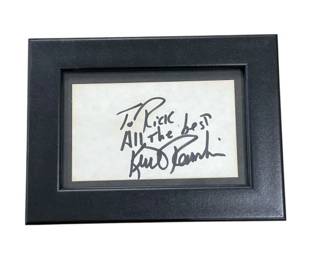 To Rick
All the best